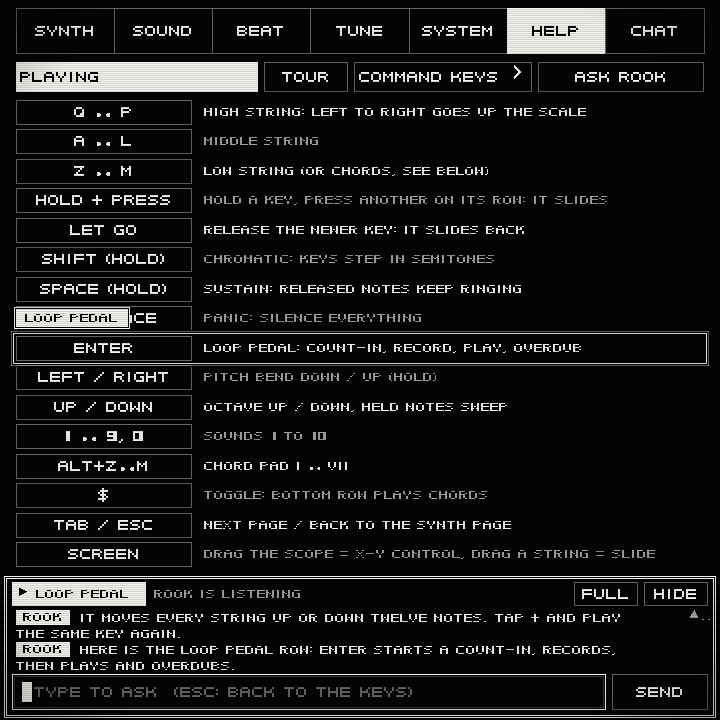 SYNTH SOUND BEAT TUNE SYSTEM HELP CHAT
PLAYING TOUR COMMAND KEYS > ASK ROOK
Q .. P HIGH STRING: LEFT TO RIGHT GOES UP THE SCALE
A .. L MIDDLE STRING
Z .. M LOW STRING (OR CHORDS, SEE BELOW)
HOLD + PRESS HOLD A KEY, PRESS ANOTHER ON ITS ROW: IT SLIDES
LET GO RELEASE THE NEWER KEY: IT SLIDES BACK
SHIFT (HOLD) CHROMATIC: KEYS STEP IN SEMITONES
SPACE (HOLD) SUSTAIN: RELEASED NOTES KEEP RINGING
LOOP PEDAL CE PANIC: SILENCE EVERYTHING
ENTER LOOP PEDAL: COUNT-IN, RECORD, PLAY, OVERDUB
LEFT / RIGHT PITCH BEND DOWN / UP (HOLD)
UP / DOWN OCTAVE UP / DOWN, HELD NOTES SWEEP
1 .. 9, 0 SOUNDS 1 TO 10
ALT+Z..M CHORD PAD I .. VII
$ TOGGLE: BOTTOM ROW PLAYS CHORDS
TAB / ESC NEXT PAGE / BACK TO THE SYNTH PAGE
SCREEN DRAG THE SCOPE = X-Y CONTROL, DRAG A STRING = SLIDE
LOOP PEDAL ROOK IS LISTENING FULL HIDE
ROOK IT MOVES EVERY STRING UP OR DOWN TWELVE NOTES. TAP + AND PLAY
THE SAME KEY AGAIN.
ROOK HERE IS THE LOOP PEDAL ROW: ENTER STARTS A COUNT-IN, RECORDS,
THEN PLAYS AND OVERDUBS.
TYPE TO ASK (ESC: BACK TO THE KEYS) SEND